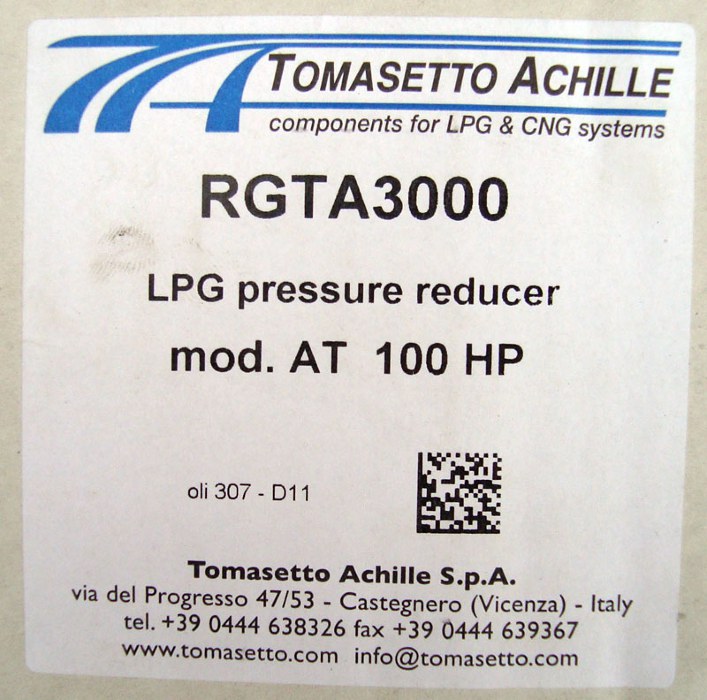 TOMASETTO ACHILLE
components for LPG & CNG systems
RGTA3000
LPG pressure reducer
mod. AT 100 HP
oli 307 - D11
Tomasetto Achille S.p.A.
via del Progresso 47/53 - Castegnero (Vicenza) - Italy
tel. +39 0444 638326 fax +39 0444 639367
www.tomasetto.com info@tomasetto.com